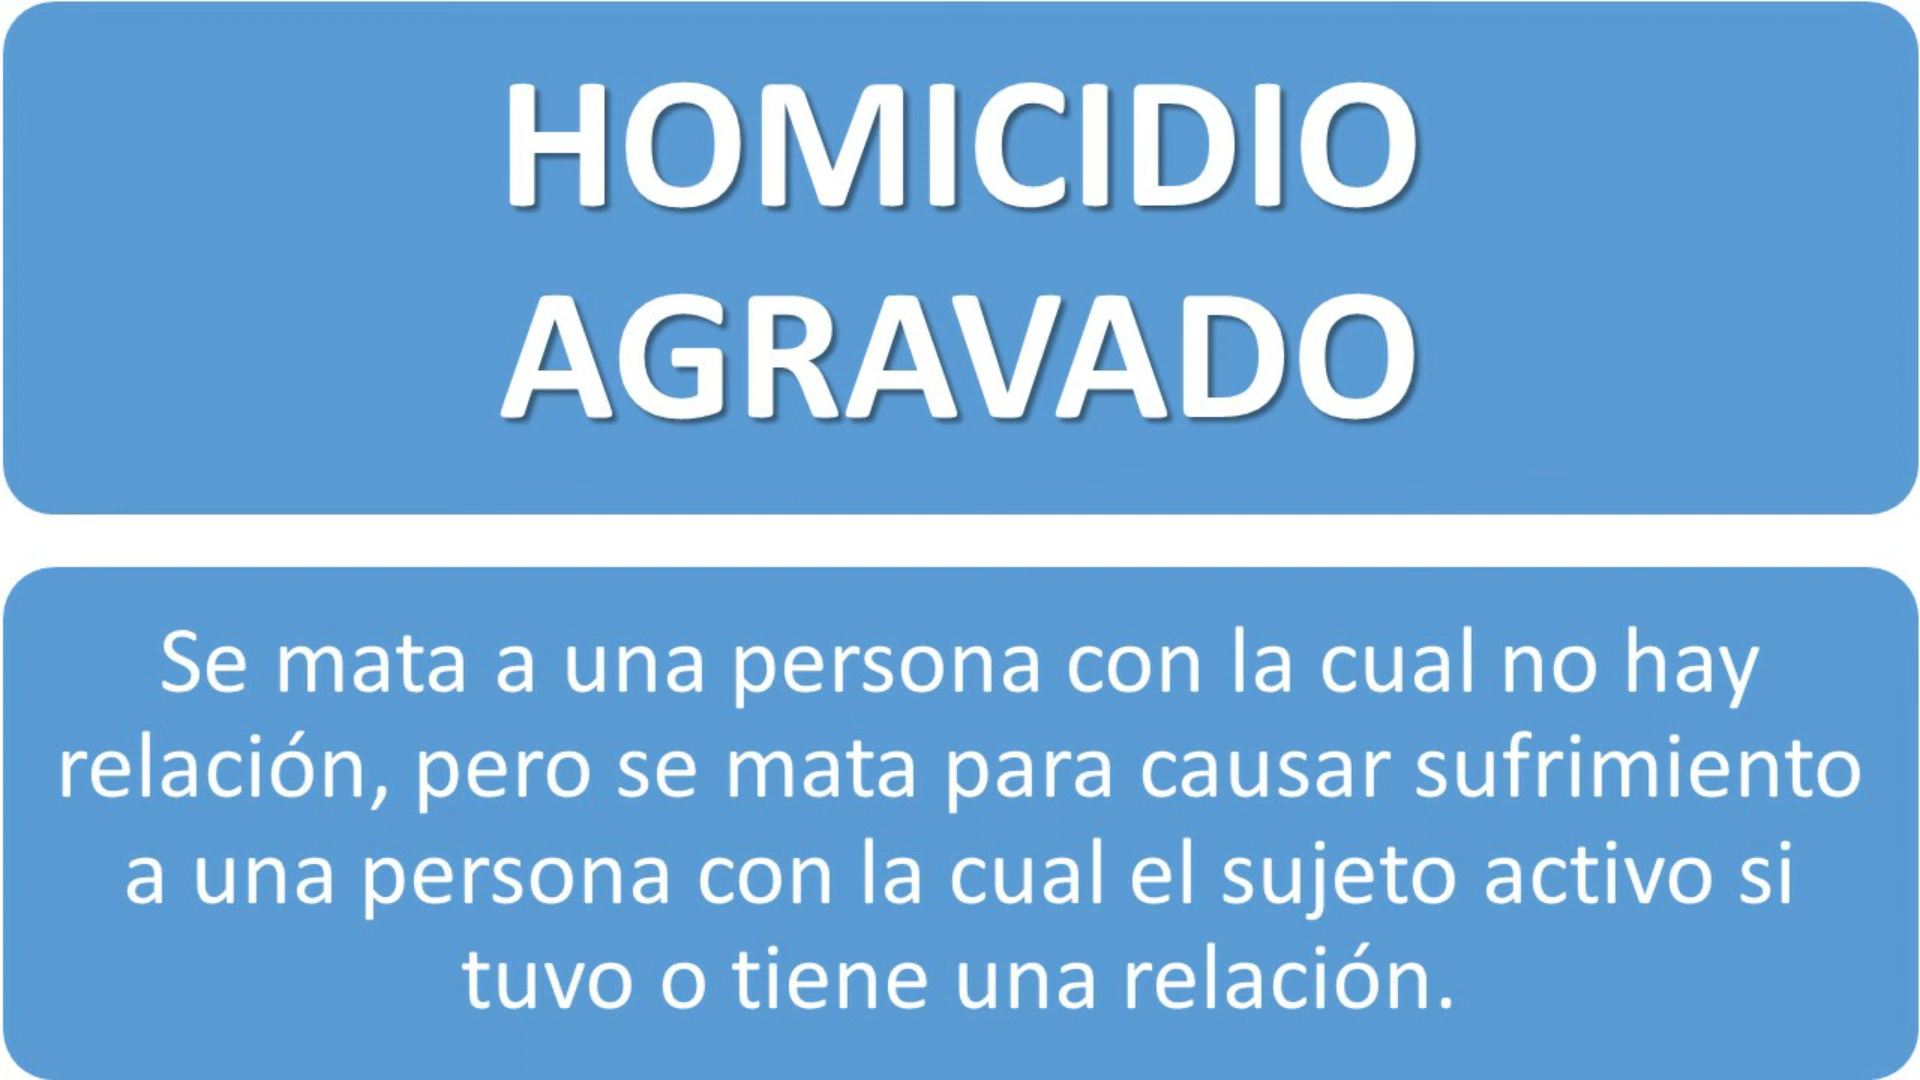 HOMICIDIO
AGRAVADO
Se mata a una persona con la cual no hay
relación, pero se mata para causar sufrimiento
a una persona con la cual el sujeto activo si
tuvo o tiene una relación.